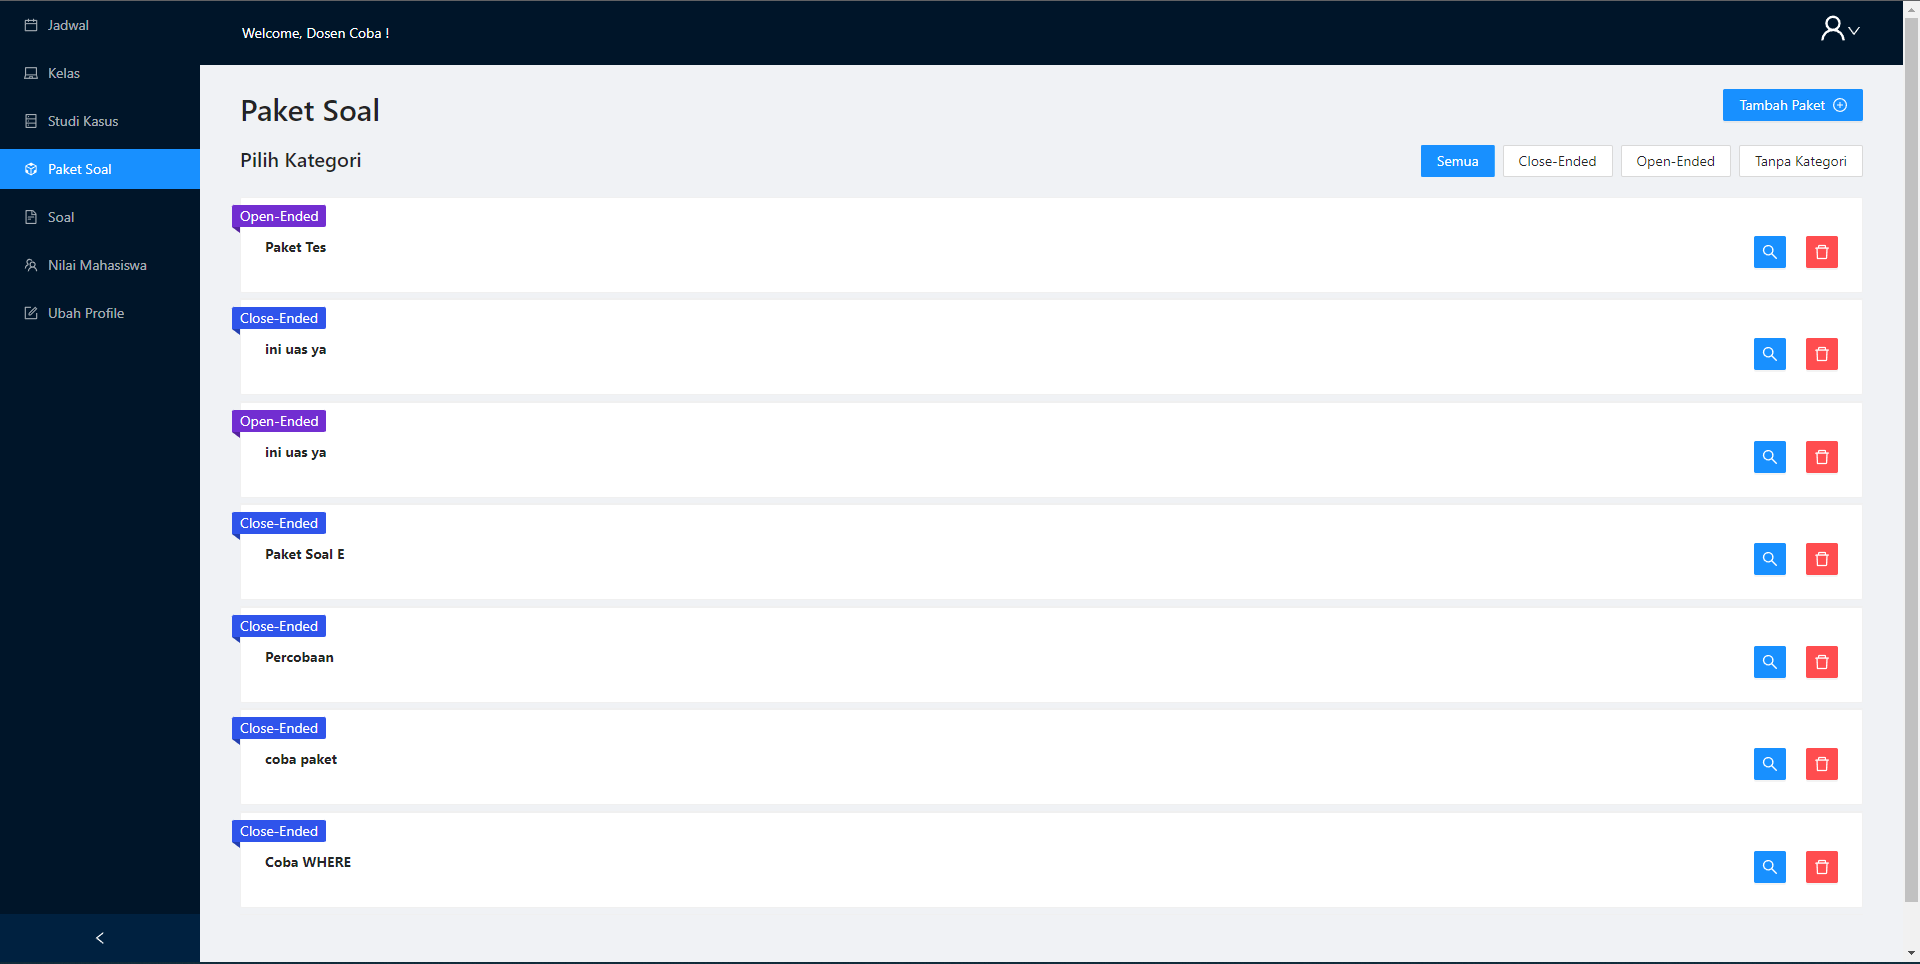 Jadwal
Kelas
Studi Kasus
Paket Soal
Soal
Nilai Mahasiswa
Ubah Profile
Welcome, Dosen Coba !
Paket Soal
Tambah Paket
Pilih Kategori
Semua
Close-Ended
Open-Ended
Tanpa Kategori
Open-Ended
Paket Tes
Close-Ended
ini uas ya
Open-Ended
ini uas ya
Close-Ended
Paket Soal E
Close-Ended
Percobaan
Close-Ended
coba paket
Close-Ended
Coba WHERE